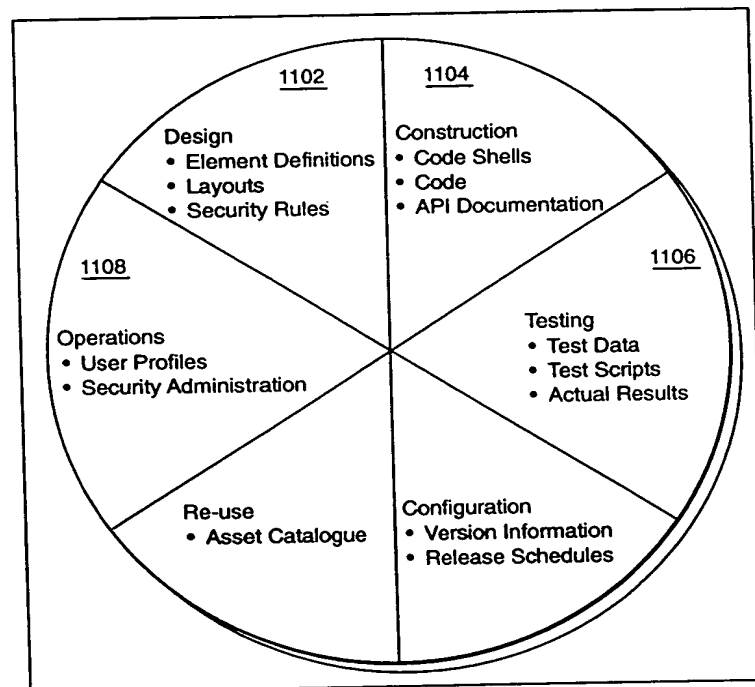 1102
Design
• Element Definitions
• Layouts
• Security Rules
1104
Construction
• Code Shells
• Code
• API Documentation
1106
Testing
• Test Data
• Test Scripts
• Actual Results
1108
Operations
• User Profiles
• Security Administration
Re-use
• Asset Catalogue
Configuration
• Version Information
• Release Schedules